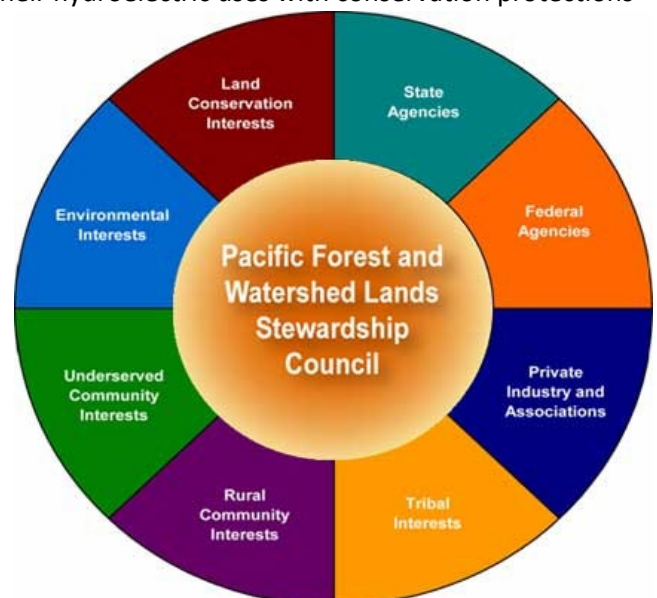 their hydroelectric uses with conservation protections
Land
Conservation
Interests
State
Agencies
Environmental
Interests
Federal
Agencies
Pacific Forest and
Watershed Lands
Stewardship
Council
Underserved
Community
Interests
Private
Industry and
Associations
Rural
Community
Interests
Tribal
Interests